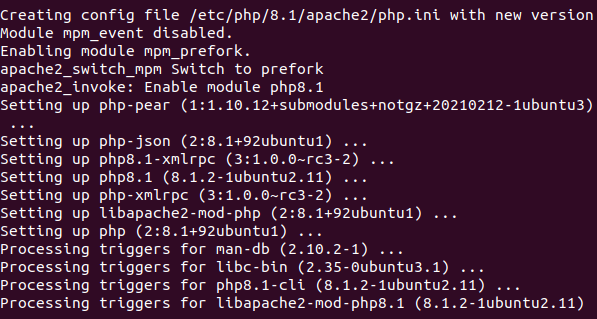 Creating config file /etc/php/8.1/apache2/php.ini with new version
Module mpm_event disabled.
Enabling module mpm_prefork.
apache2_switch_mpm Switch to prefork
apache2_invoke: Enable module php8.1
Setting up php-pear (1:1.10.12+submodules+notgz+20210212-1ubuntu3)
 ...
Setting up php-json (2:8.1+92ubuntu1) ...
Setting up php8.1-xmlrpc (3:1.0.0~rc3-2) ...
Setting up php8.1 (8.1.2-1ubuntu2.11) ...
Setting up php-xmlrpc (3:1.0.0~rc3-2) ...
Setting up libapache2-mod-php (2:8.1+92ubuntu1) ...
Setting up php (2:8.1+92ubuntu1) ...
Processing triggers for man-db (2.10.2-1) ...
Processing triggers for libc-bin (2.35-0ubuntu3.1) ...
Processing triggers for php8.1-cli (8.1.2-1ubuntu2.11) ...
Processing triggers for libapache2-mod-php8.1 (8.1.2-1ubuntu2.11)